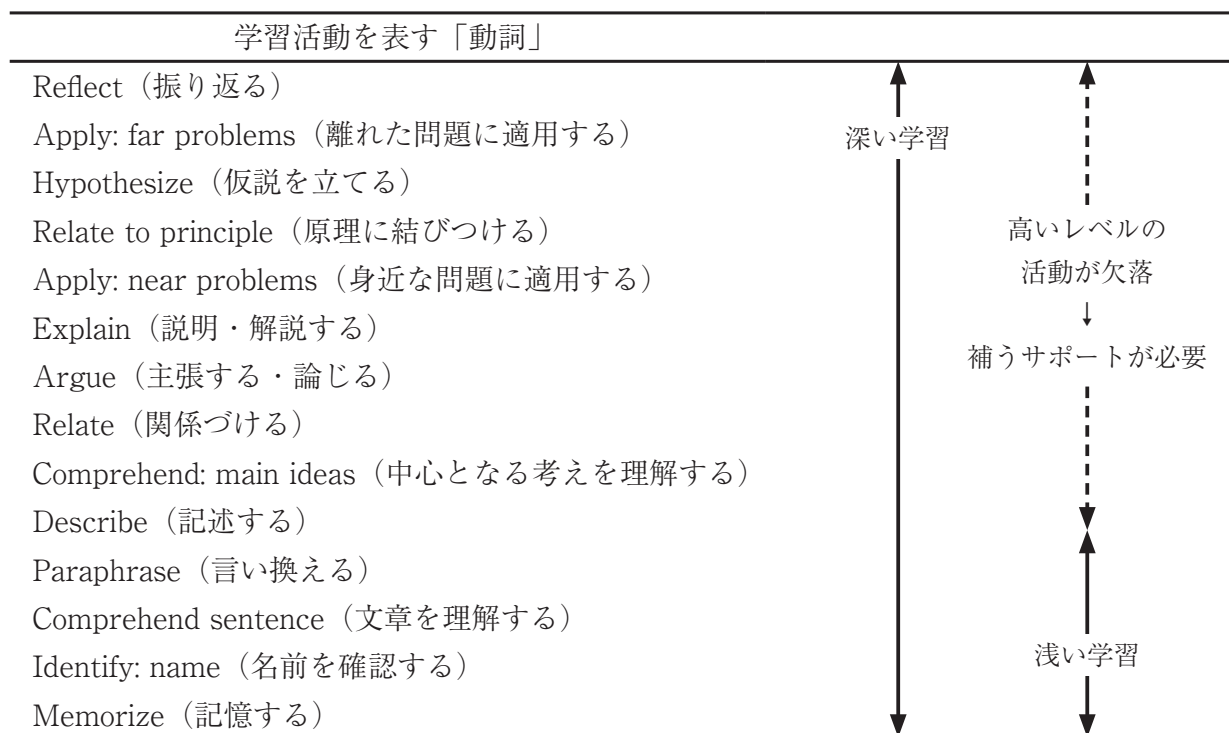 学習活動を表す「動詞」
Reflect（振り返る）
Apply: far problems（離れた問題に適用する）
Hypothesize（仮説を立てる）
Relate to principle（原理に結びつける）
Apply: near problems（身近な問題に適用する）
Explain（説明・解説する）
Argue（主張する・論じる）
Relate（関係づける）
Comprehend: main ideas（中心となる考えを理解する）
Describe（記述する）
Paraphrase（言い換える）
Comprehend sentence（文章を理解する）
Identify: name（名前を確認する）
Memorize（記憶する）
深い学習
高いレベルの
活動が欠落
↓
補うサポートが必要
浅い学習